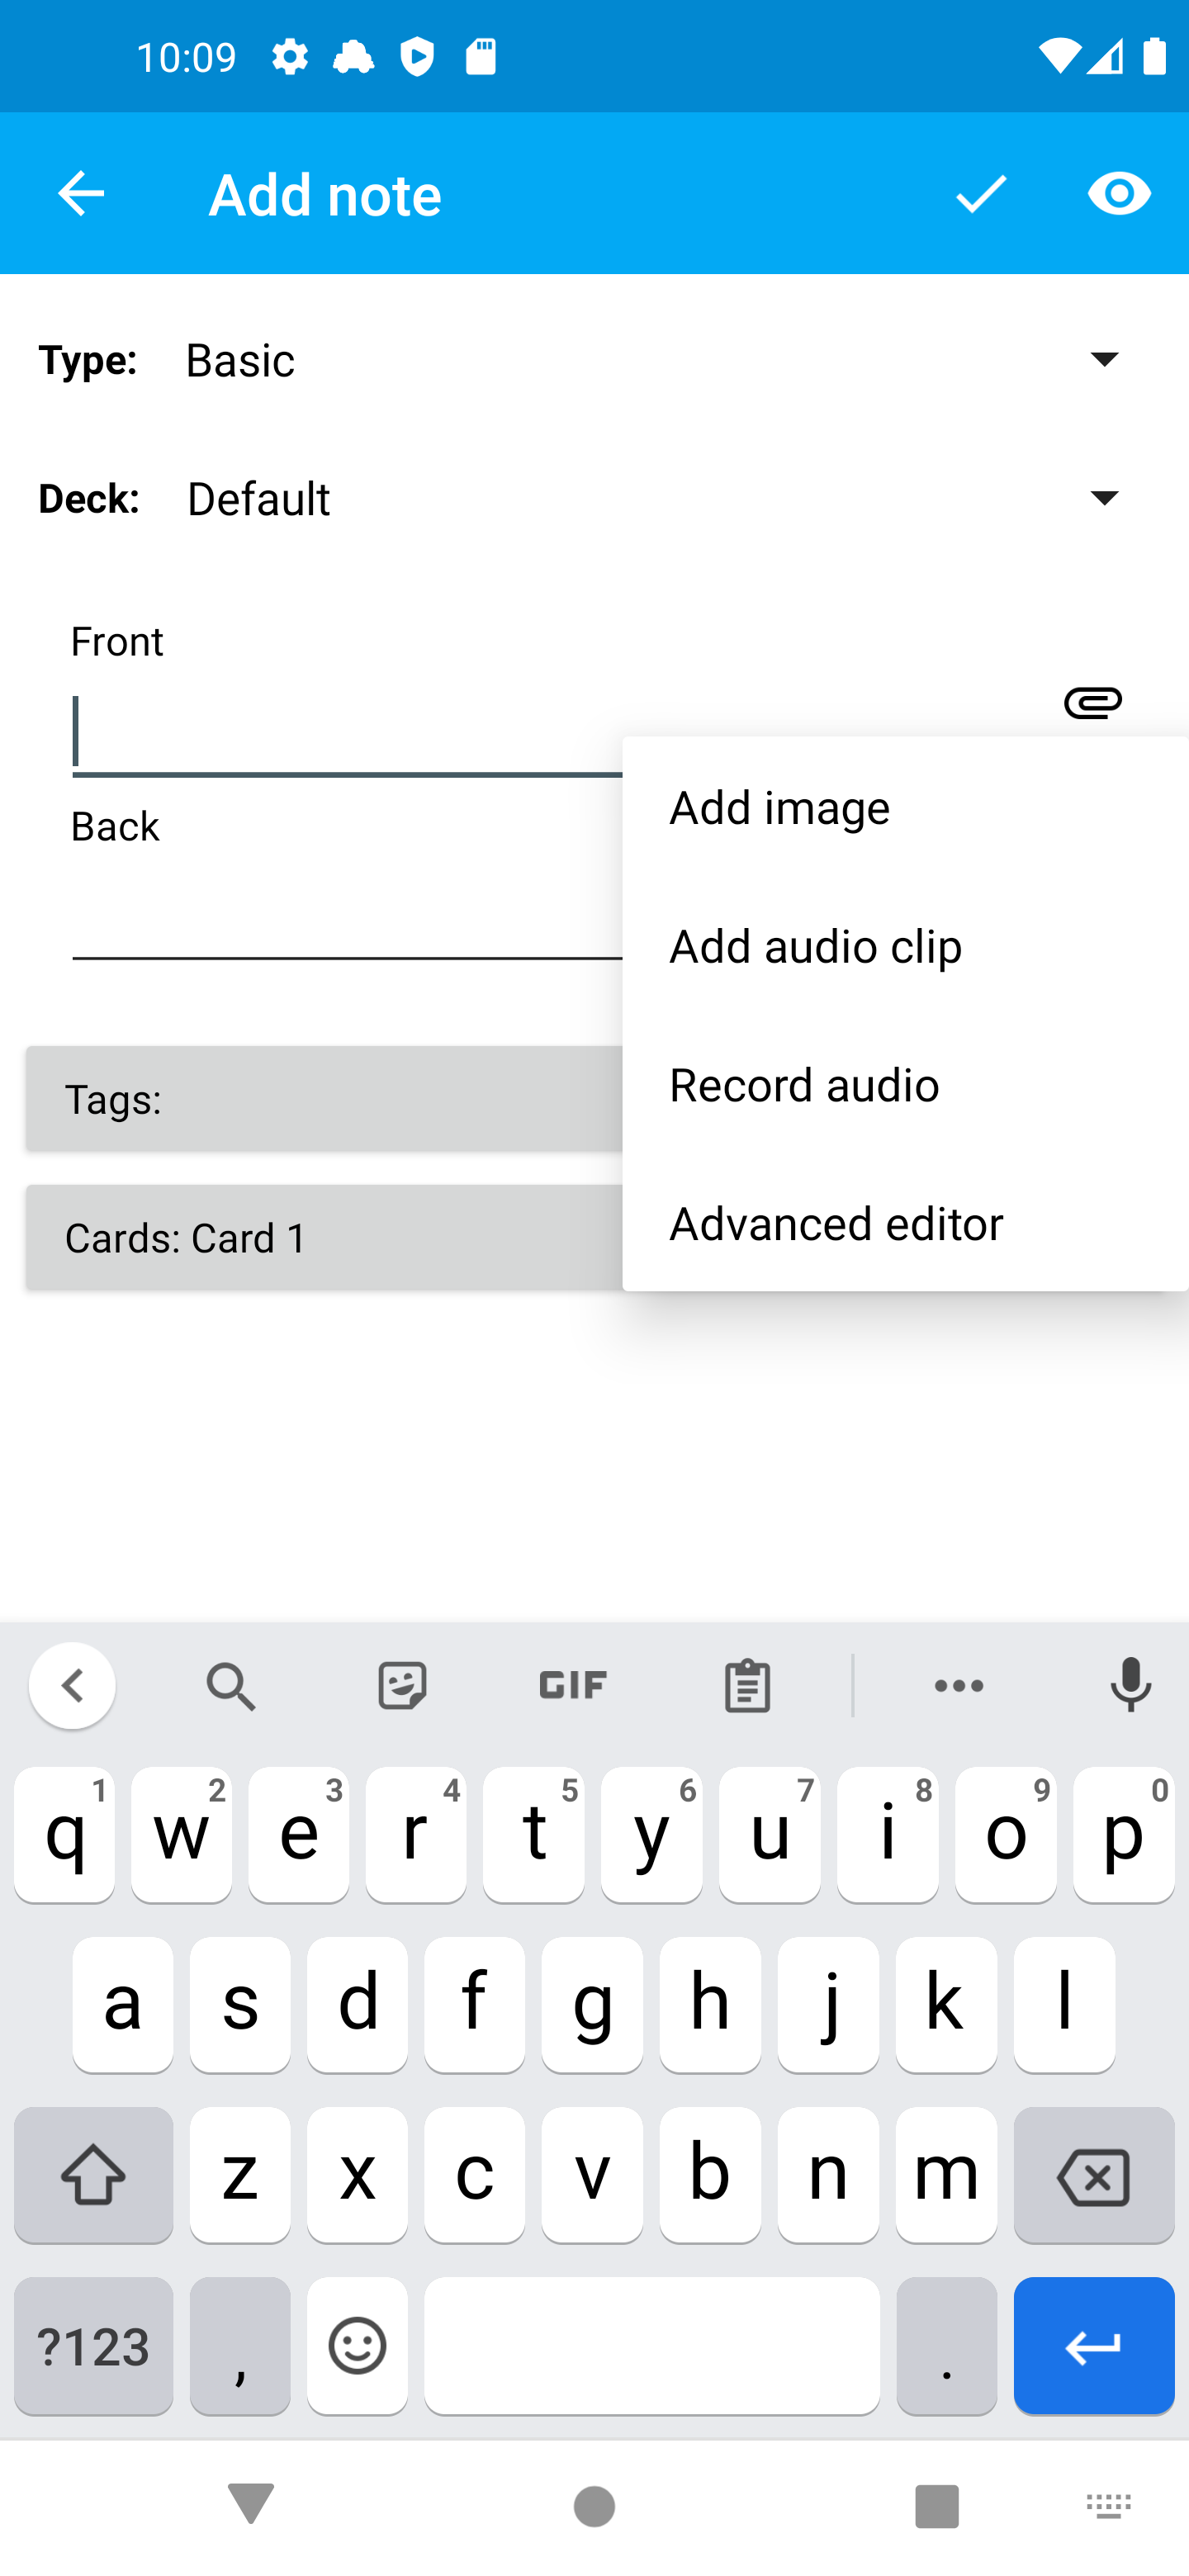 10:09
Add note
Type: Basic
Deck: Default
Front
Add image
Back
Add audio clip
Record audio
Tags:
Advanced editor
Cards: Card 1
GIF
q 1 w 2 e 3 r 4 t 5 y 6 u 7 i 8 o 9 p 0
a s d f g h j k l
z x c v b n m
?123 , .